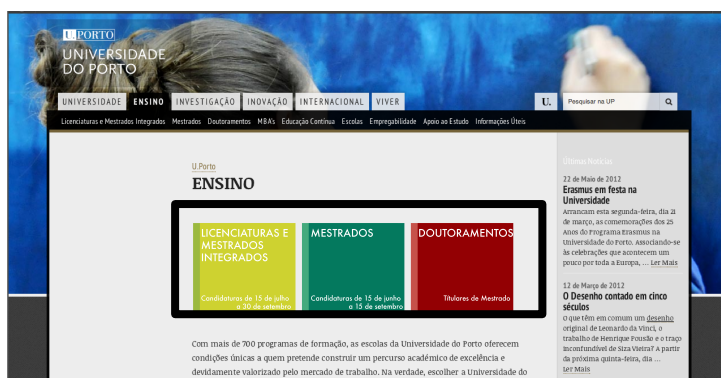 U.PORTO
UNIVERSIDADE
DO PORTO
UNIVERSIDADE ENSINO INVESTIGAÇÃO INOVAÇÃO INTERNACIONAL VIVER U. Pesquisar na UP
Licenciaturas e Mestrados Integrados Mestrados Doutoramentos MBA's Educação Contínua Escolas Empregabilidade Apoio ao Estudo Informações Úteis
U.Porto
ENSINO
LICENCIATURAS E
MESTRADOS
INTEGRADOS
Candidaturas de 15 de julho
a 30 de setembro
MESTRADOS
Candidaturas de 15 de junho
a 15 de setembro
DOUTORAMENTOS
Títulares de Mestrado
Com mais de 700 programas de formação, as escolas da Universidade do Porto oferecem
condições únicas a quem pretende construir um percurso académico de excelência e
devidamente valorizado pelo mercado de trabalho. Na verdade, escolher a Universidade do
Últimas Notícias
22 de Maio de 2012
Erasmus em festa na
Universidade
Arrancam esta segunda-feira, dia 21
de março, as comemorações dos 25
Anos do Programa Erasmus na
Universidade do Porto. Associando-se
às celebrações que acontecem um
pouco por toda a Europa, … Ler Mais
12 de Março de 2012
O Desenho contado em cinco
séculos
O que têm em comum um desenho
original de Leonardo da Vinci, o
trabalho de Henrique Pousão e o traço
inconfundível de Siza Vieira? A partir
da próxima quinta-feira, dia …
Ler Mais